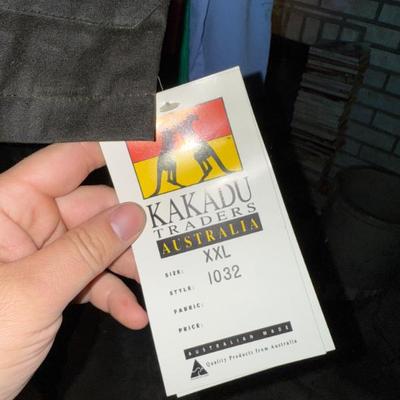 KAKADU
TRADERS
AUSTRALIA
SIZE: XXL
STYLE: 1032
FABRIC:
PRICE:
AUSTRALIAN MADE
Quality Products from Australia